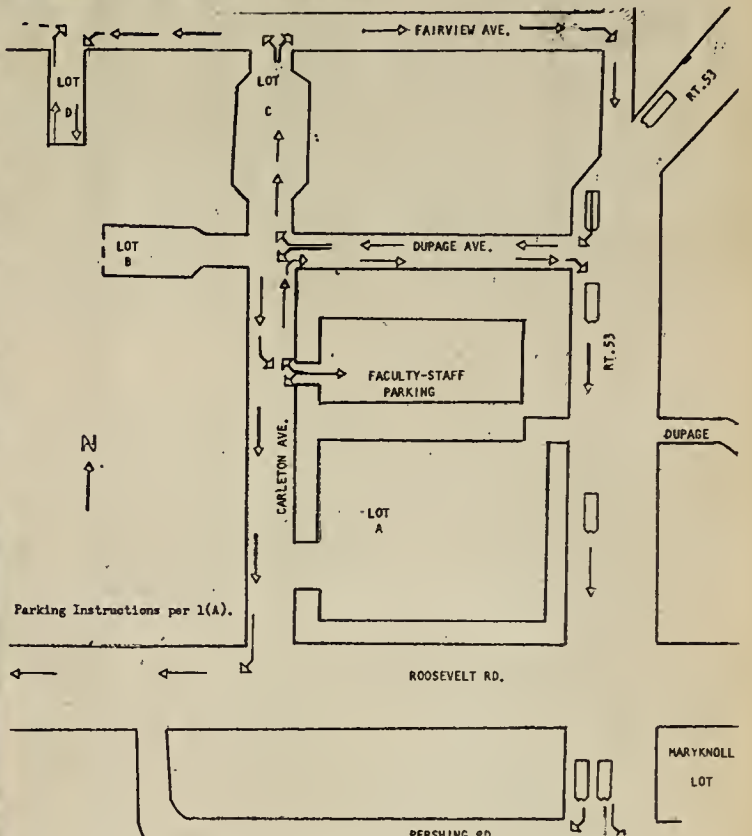 FAIRVIEW AVE.
LOT
D
LOT
C
RT.53
LOT
B
DUPAGE AVE.
FACULTY-STAFF
PARKING
RT.53
DUPAGE
N
CARLETON AVE.
LOT
A
Parking Instructions per 1(A).
ROOSEVELT RD.
MARYKNOLL
LOT
PERSHING RD.